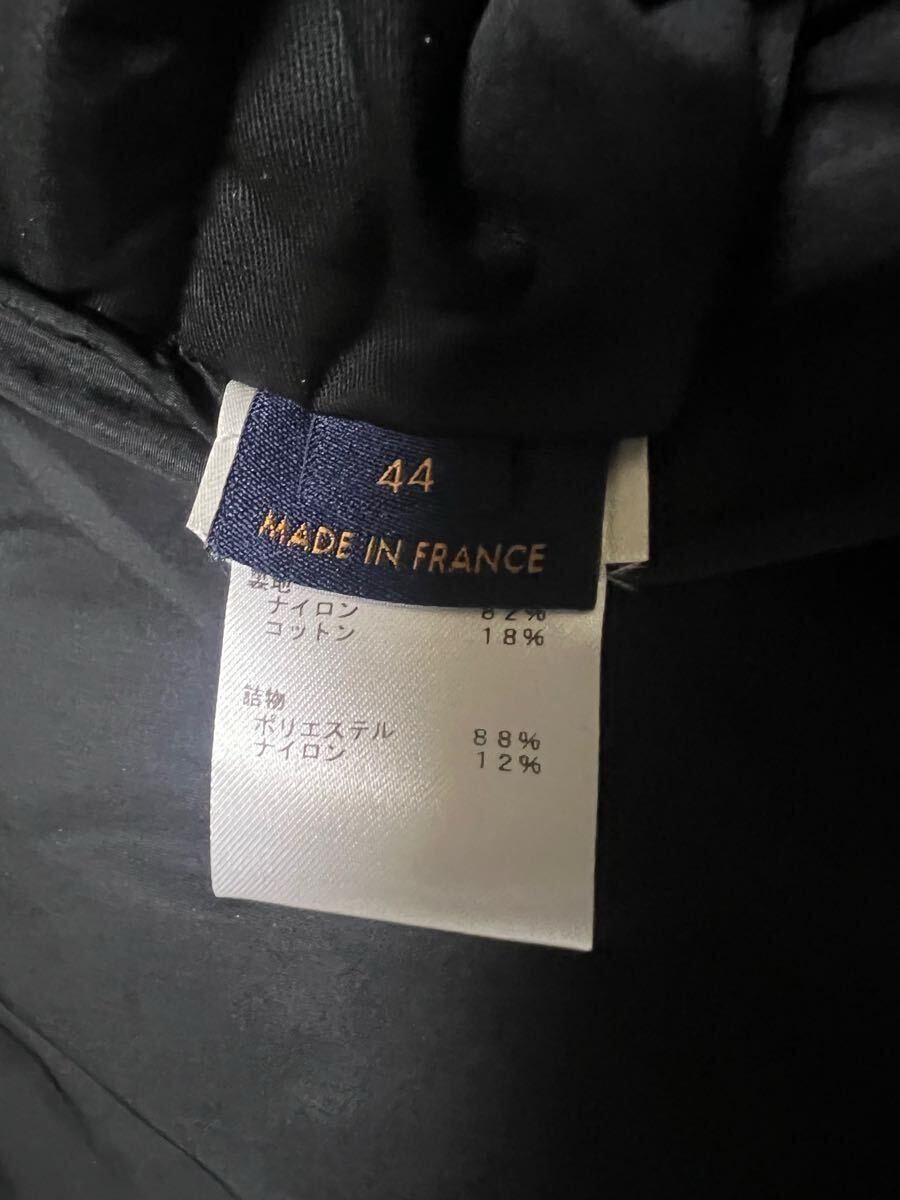 44
MADE IN FRANCE
ナイロン 82%
コットン 18%
詰物
ポリエステル 88%
ナイロン 12%